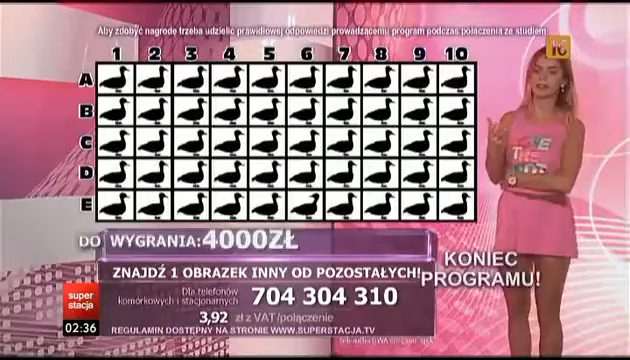 Aby zdobyć nagrodę trzeba udzielić prawidłowej odpowiedzi prowadzącemu program podczas połączenia ze studiem.
16
1 2 3 4 5 6 7 8 9 10
A
B
C
D
E
DO WYGRANIA: 4000ZŁ
ZNAJDŹ 1 OBRAZEK INNY OD POZOSTAŁYCH!
KONIEC
PROGRAMU!
Dla telefonów
komórkowych i stacjonarnych
704 304 310
3,92 zł z VAT/połączenie
REGULAMIN DOSTĘPNY NA STRONIE WWW.SUPERSTACJA.TV
super
stacja
02:36
THE